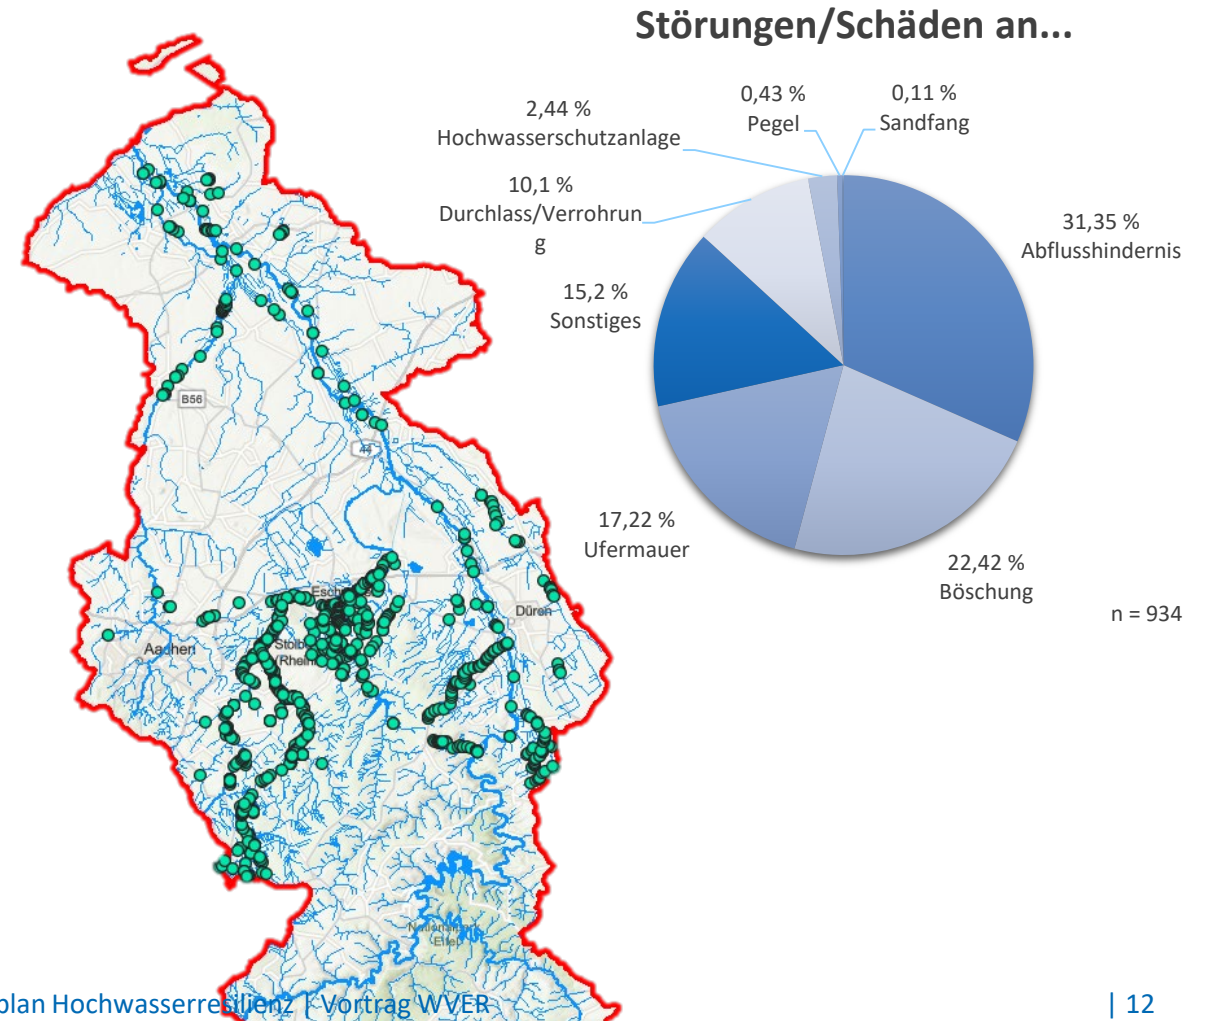 Störungen/Schäden an...
0,43 %
Pegel
0,11 %
Sandfang
2,44 %
Hochwasserschutzanlage
10,1 %
Durchlass/Verrohrun
g
31,35 %
Abflusshindernis
15,2 %
Sonstiges
17,22 %
Ufermauer
22,42 %
Böschung
n = 934
B56
44
Düren
Aachen
(Rhein
Eifel
plan Hochwasserresilienz | Vortrag WVER
| 12